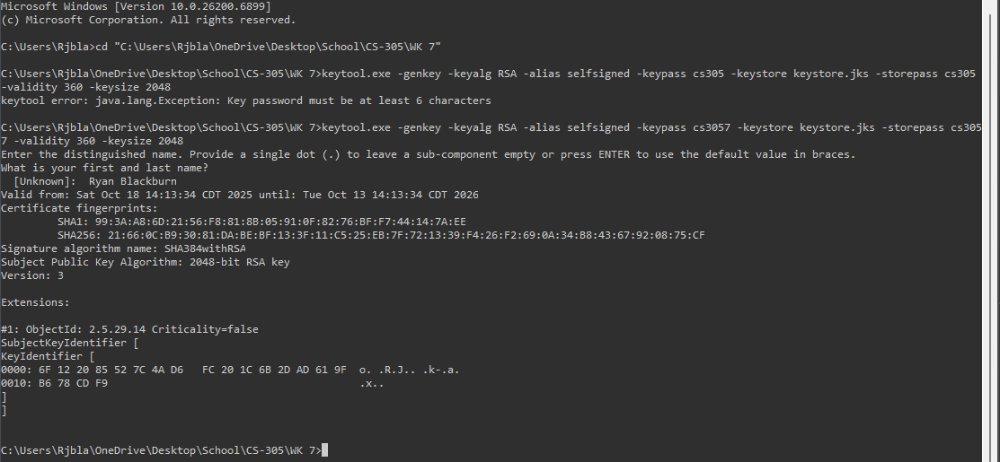 Microsoft Windows [Version 10.0.26200.6899]
(c) Microsoft Corporation. All rights reserved.
C:\Users\Rjbla>cd "C:\Users\Rjbla\OneDrive\Desktop\School\CS-305\WK 7"
C:\Users\Rjbla\OneDrive\Desktop\School\CS-305\WK 7>keytool.exe -genkey -keyalg RSA -alias selfsigned -keypass cs305 -keystore keystore.jks -storepass cs305
-validity 360 -keysize 2048
keytool error: java.lang.Exception: Key password must be at least 6 characters
C:\Users\Rjbla\OneDrive\Desktop\School\CS-305\WK 7>keytool.exe -genkey -keyalg RSA -alias selfsigned -keypass cs3057 -keystore keystore.jks -storepass cs305
7 -validity 360 -keysize 2048
Enter the distinguished name. Provide a single dot (.) to leave a sub-component empty or press ENTER to use the default value in braces.
What is your first and last name?
[Unknown]: Ryan Blackburn
Valid from: Sat Oct 18 14:13:34 CDT 2025 until: Tue Oct 13 14:13:34 CDT 2026
Certificate fingerprints:
SHA1: 99:3A:A8:6D:21:56:F8:81:8B:05:91:0F:82:76:BF:F7:44:14:7A:EE
SHA256: 21:66:0C:B9:30:81:DA:BE:BF:13:3F:11:C5:25:EB:7F:72:13:39:F4:26:F2:69:0A:34:B8:43:67:92:08:75:CF
Signature algorithm name: SHA384withRSA
Subject Public Key Algorithm: 2048-bit RSA key
Version: 3
Extensions:
#1: ObjectId: 2.5.29.14 Criticality=false
SubjectKeyIdentifier [
KeyIdentifier [
0000: 6F 12 20 85 52 7C 4A D6   FC 20 1C 6B 2D AD 61 9F  o. .R.J.. .k-.a.
0010: B6 78 CD F9                                        .x..
]
]
C:\Users\Rjbla\OneDrive\Desktop\School\CS-305\WK 7>